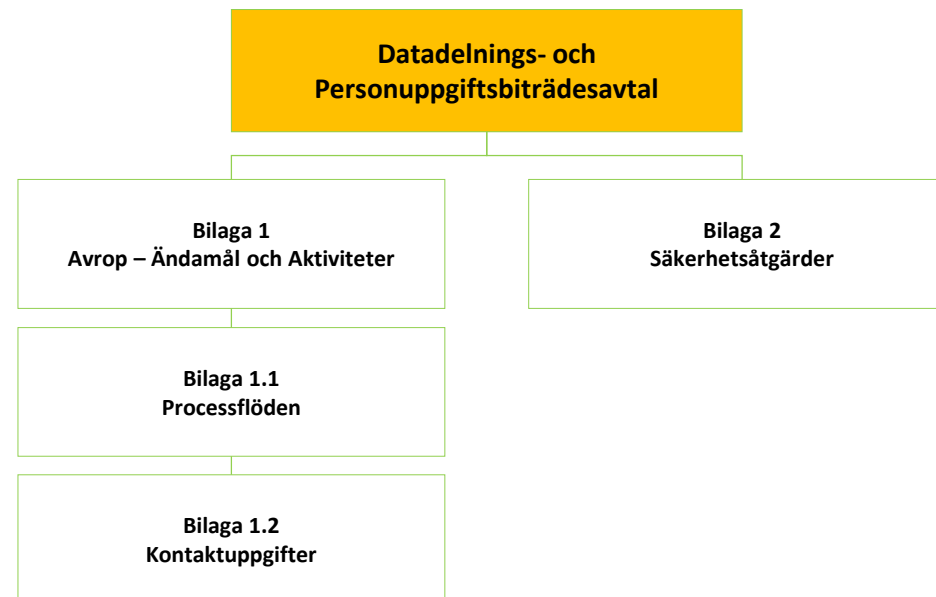 Datadelnings- och
Personuppgiftsbiträdesavtal
Bilaga 1
Avrop – Ändamål och Aktiviteter
Bilaga 2
Säkerhetsåtgärder
Bilaga 1.1
Processflöden
Bilaga 1.2
Kontaktuppgifter